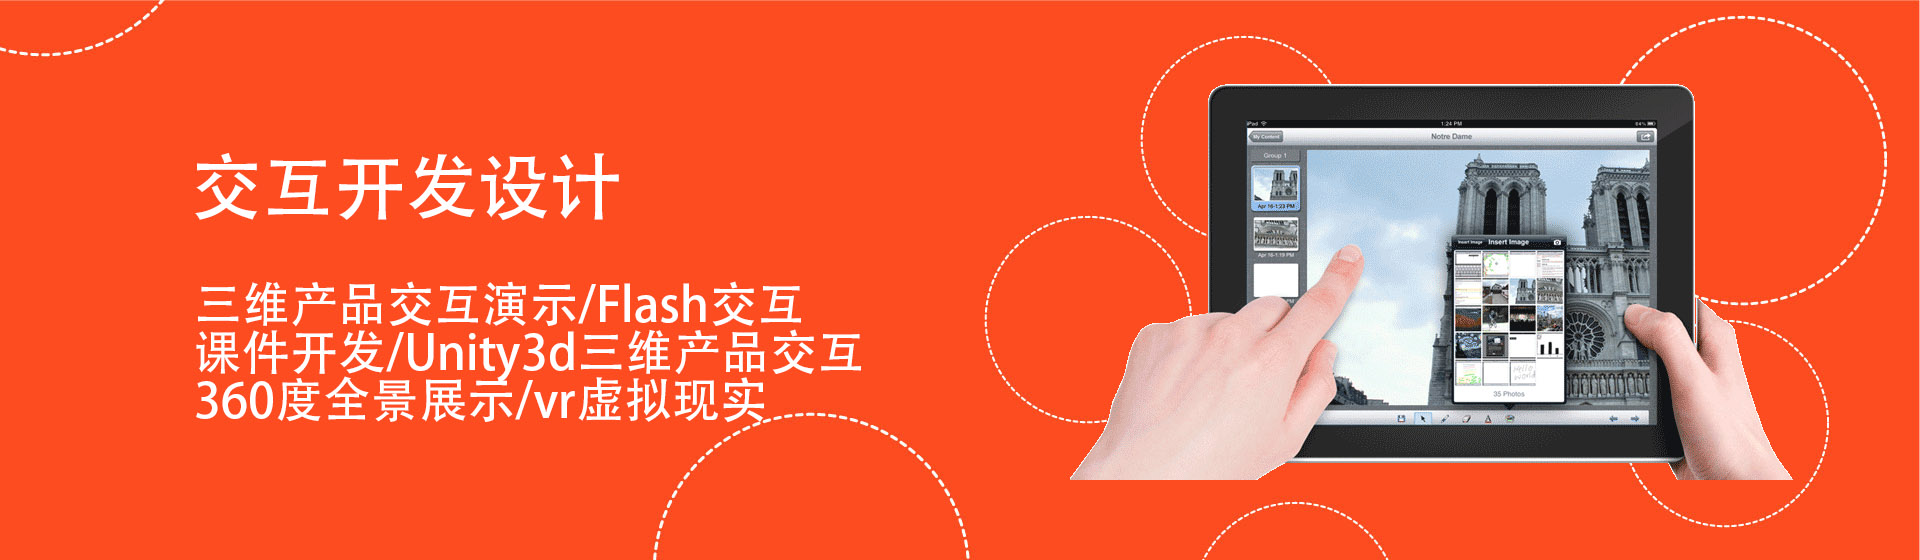 交互开发设计
三维产品交互演示/Flash交互
课件开发/Unity3d三维产品交互
360度全景展示/vr虚拟现实
iPad
1:24 PM
84%
My Content
Notre Dame
Group 1
Apr 16-1:23 PM
Apr 16-1:19 PM
Insert Image
Insert Image
Hello World
35 Photos